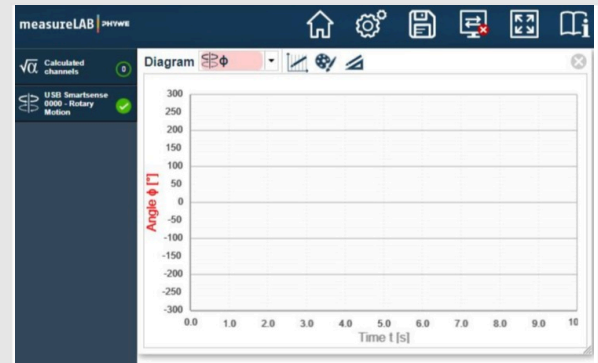 measureLAB PHYWE
√α Calculated channels 0
USB Smartsense
0000 - Rotary
Motion
Diagram ϕ
300
250
200
150
100
50
0
-50
-100
-150
-200
-250
-300
Angle ϕ [°]
0.0 1.0 2.0 3.0 4.0 5.0 6.0 7.0 8.0 9.0 10
Time t [s]